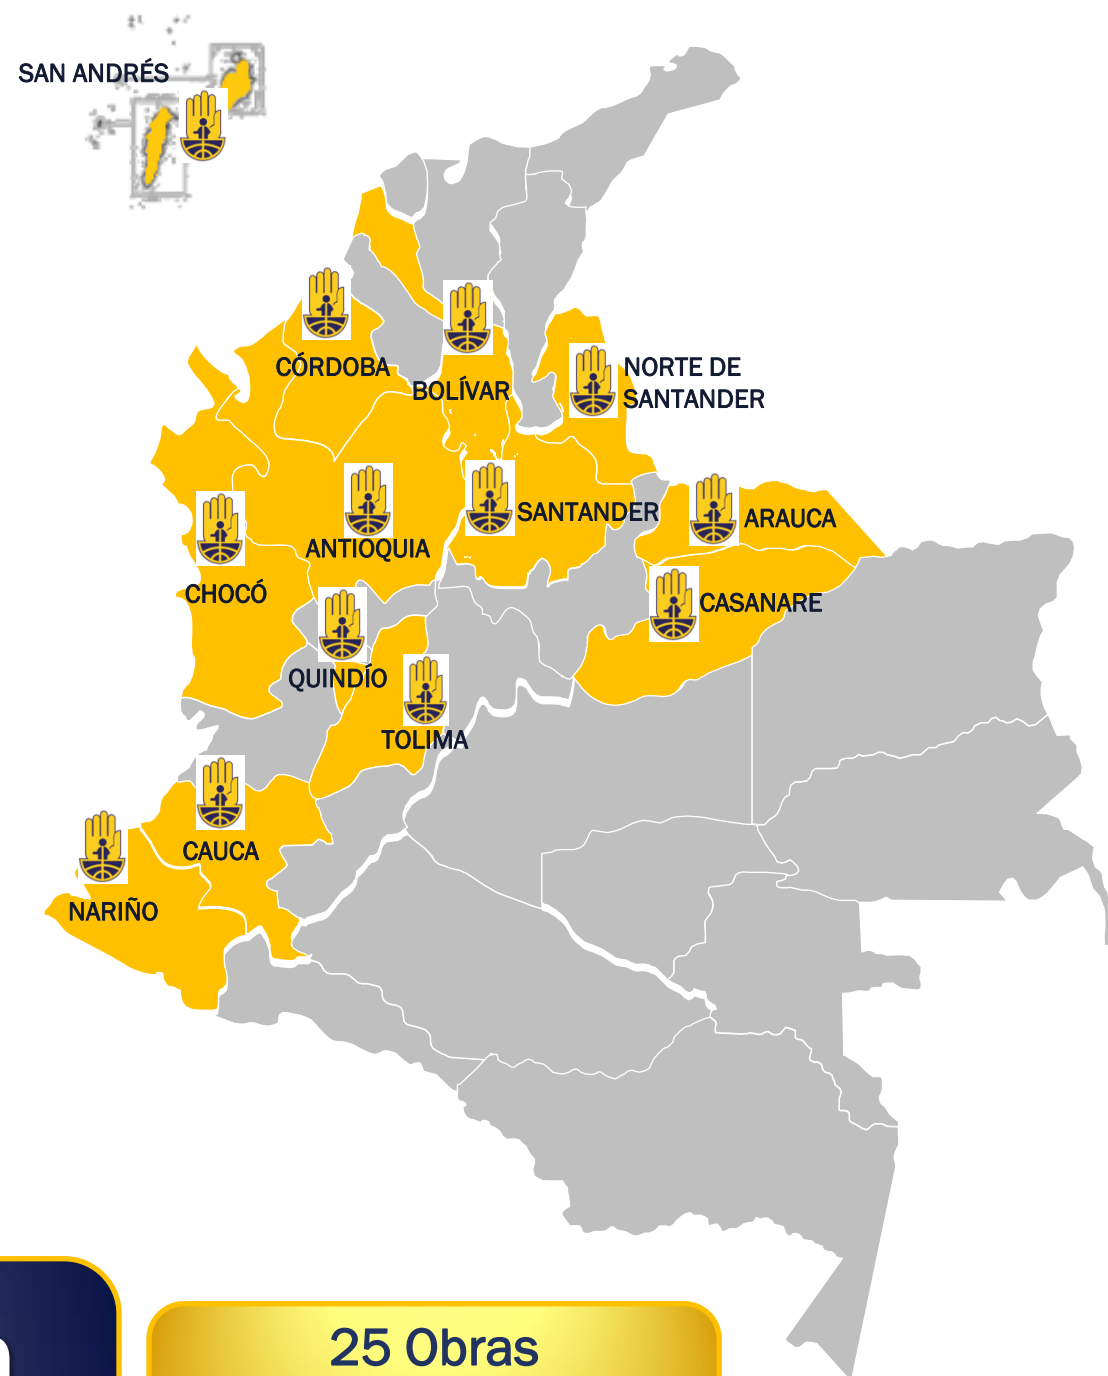 SAN ANDRÉS
CÓRDOBA
BOLÍVAR
NORTE DE
SANTANDER
SANTANDER
ARAUCA
ANTIOQUIA
CHOCÓ
CASANARE
QUINDÍO
TOLIMA
CAUCA
NARIÑO
25 Obras